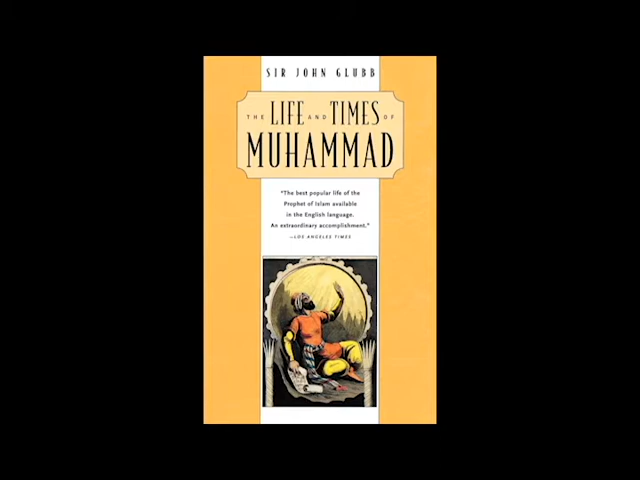 SIR JOHN GLUBB
THE LIFE AND TIMES OF
MUHAMMAD
"The best popular life of the
Prophet of Islam available
in the English language.
An extraordinary accomplishment."
—LOS ANGELES TIMES